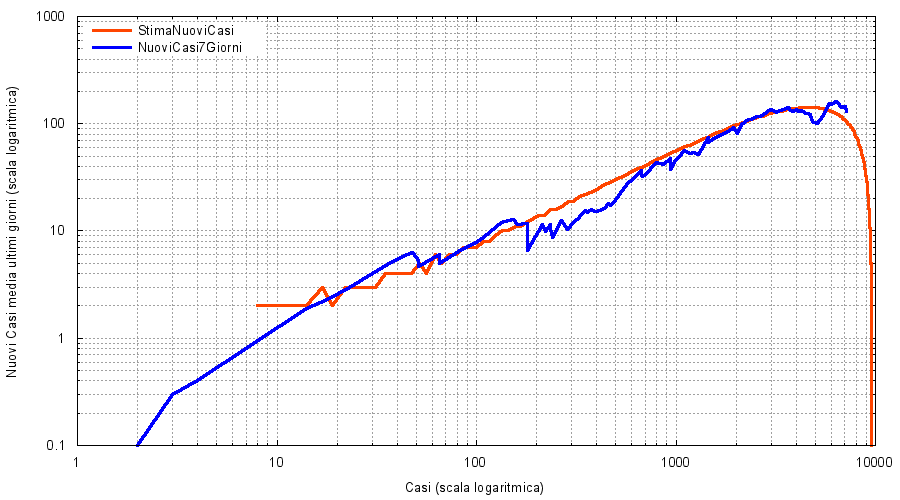 1000
StimaNuoviCasi
NuoviCasi7Giorni
100
10
1
0.1
Nuovi Casi media ultimi giorni (scala logaritmica)
1 10 100 1000 10000
Casi (scala logaritmica)